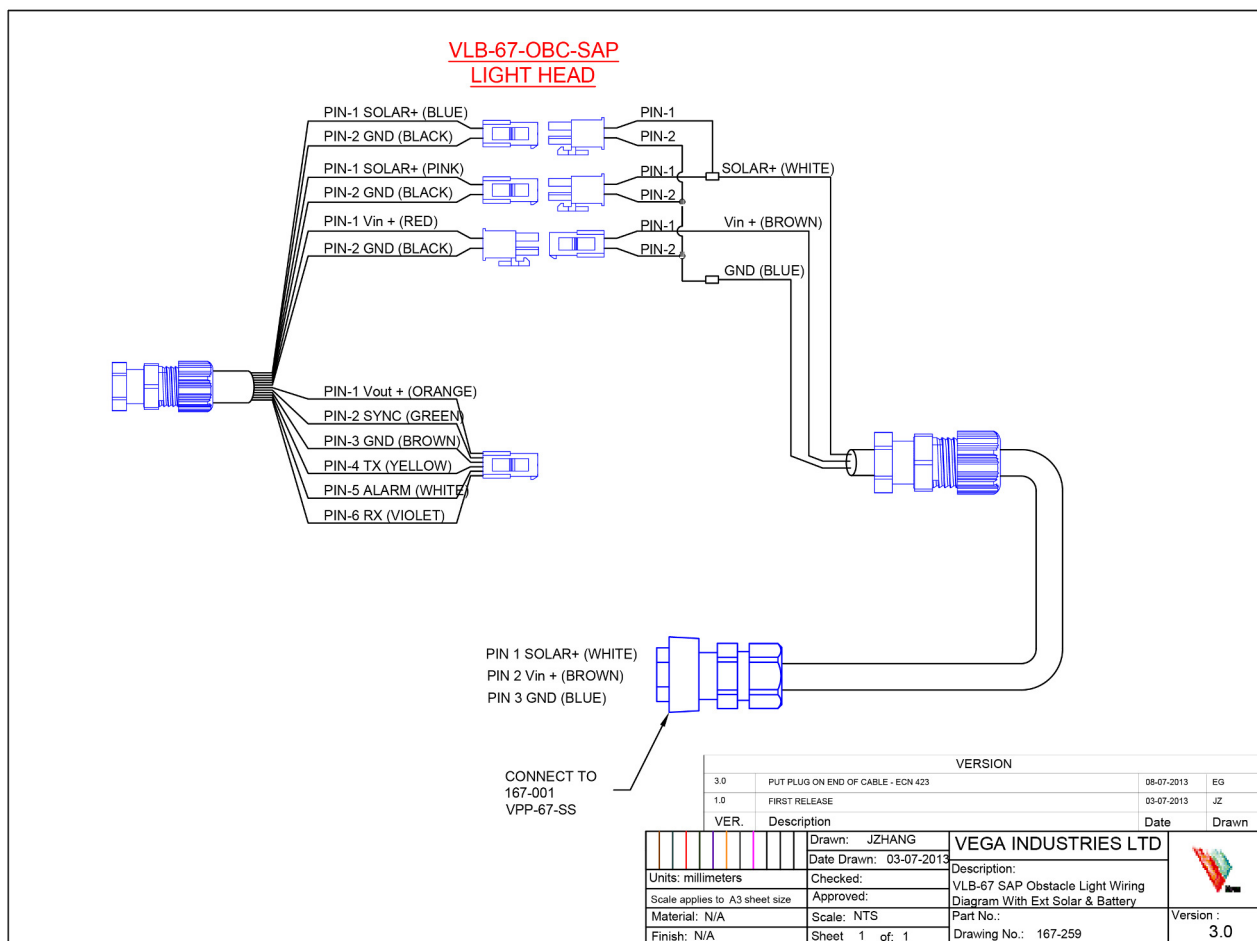 VLB-67-OBC-SAP
LIGHT HEAD
PIN-1 SOLAR+ (BLUE)
PIN-2 GND (BLACK)
PIN-1 SOLAR+ (PINK)
PIN-2 GND (BLACK)
PIN-1 Vin + (RED)
PIN-2 GND (BLACK)
PIN-1
PIN-2
PIN-1
SOLAR+ (WHITE)
PIN-2
PIN-1
Vin + (BROWN)
PIN-2
GND (BLUE)
PIN-1 Vout + (ORANGE)
PIN-2 SYNC (GREEN)
PIN-3 GND (BROWN)
PIN-4 TX (YELLOW)
PIN-5 ALARM (WHITE)
PIN-6 RX (VIOLET)
PIN 1 SOLAR+ (WHITE)
PIN 2 Vin + (BROWN)
PIN 3 GND (BLUE)
CONNECT TO
167-001
VPP-67-SS
VERSION
3.0 PUT PLUG ON END OF CABLE - ECN 423 08-07-2013 EG
1.0 FIRST RELEASE 03-07-2013 JZ
VER. Description Date Drawn
Drawn: JZHANG
Date Drawn: 03-07-2013
Units: millimeters
Checked:
Scale applies to A3 sheet size
Approved:
Material: N/A
Scale: NTS
Finish: N/A
Sheet 1 of: 1
VEGA INDUSTRIES LTD
Description:
VLB-67 SAP Obstacle Light Wiring
Diagram With Ext Solar & Battery
Part No.:
Drawing No.: 167-259
Version :
3.0